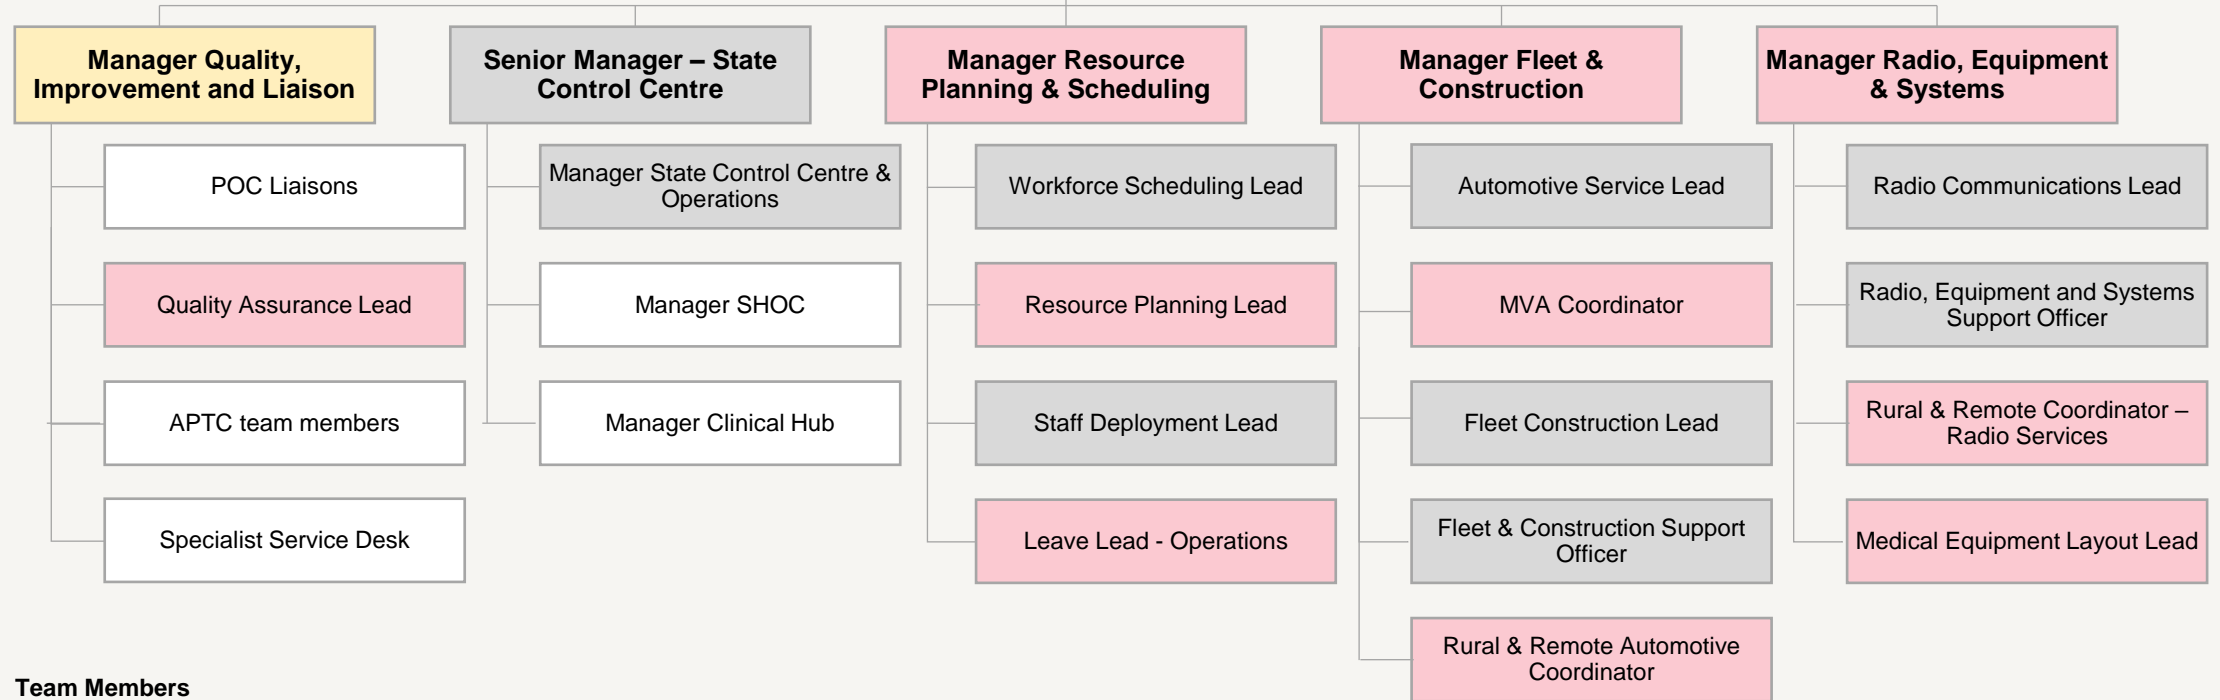 Manager Quality,
Improvement and Liaison
POC Liaisons
Quality Assurance Lead
APTC team members
Specialist Service Desk
Senior Manager – State
Control Centre
Manager State Control Centre &
Operations
Manager SHOC
Manager Clinical Hub
Manager Resource
Planning & Scheduling
Workforce Scheduling Lead
Resource Planning Lead
Staff Deployment Lead
Leave Lead - Operations
Manager Fleet &
Construction
Automotive Service Lead
MVA Coordinator
Fleet Construction Lead
Fleet & Construction Support
Officer
Rural & Remote Automotive
Coordinator
Manager Radio, Equipment
& Systems
Radio Communications Lead
Radio, Equipment and Systems
Support Officer
Rural & Remote Coordinator –
Radio Services
Medical Equipment Layout Lead
Team Members